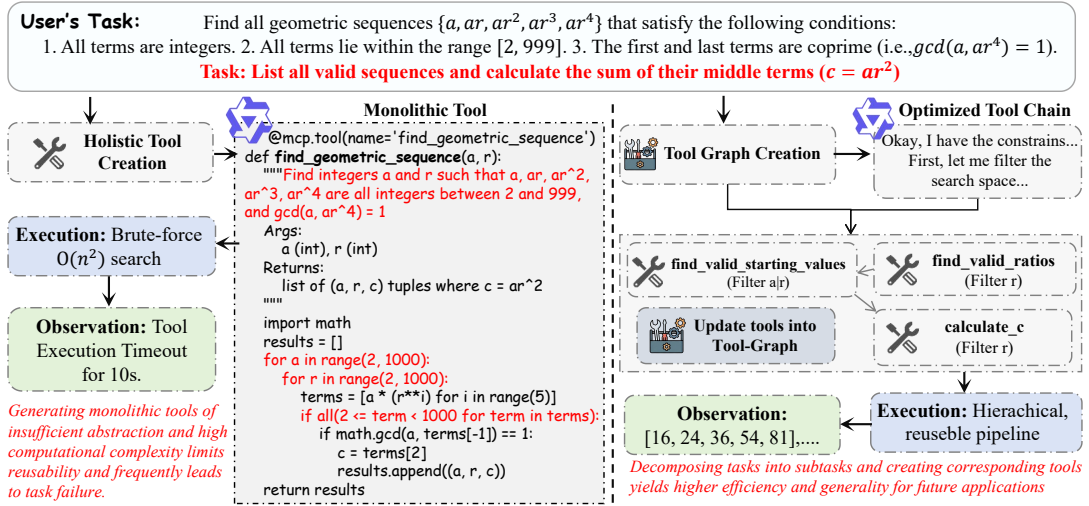 User's Task: Find all geometric sequences {a, ar, ar², ar³, ar⁴} that satisfy the following conditions:
1. All terms are integers. 2. All terms lie within the range [2, 999]. 3. The first and last terms are coprime (i.e.,gcd(a, ar⁴) = 1).
Task: List all valid sequences and calculate the sum of their middle terms (c = ar²)
Holistic Tool
Creation
Monolithic Tool
@mcp.tool(name='find_geometric_sequence')
def find_geometric_sequence(a, r):
"""Find integers a and r such that a, ar, ar^2,
ar^3, ar^4 are all integers between 2 and 999,
and gcd(a, ar^4) = 1
Args:
a (int), r (int)
Returns:
list of (a, r, c) tuples where c = ar^2
"""
import math
results = []
for a in range(2, 1000):
for r in range(2, 1000):
terms = [a * (r**i) for i in range(5)]
if all(2 <= term < 1000 for term in terms):
if math.gcd(a, terms[-1]) == 1:
c = terms[2]
results.append((a, r, c))
return results
Execution: Brute-force
O(n²) search
Observation: Tool
Execution Timeout
for 10s.
Generating monolithic tools of
insufficient abstraction and high
computational complexity limits
reusability and frequently leads
to task failure.
Tool Graph Creation
Optimized Tool Chain
Okay, I have the constrains...
First, let me filter the
search space...
find_valid_starting_values
(Filter a|r)
find_valid_ratios
(Filter r)
Update tools into
Tool-Graph
calculate_c
(Filter r)
Observation:
[16, 24, 36, 54, 81],....
Execution: Hierachical,
reuseble pipeline
Decomposing tasks into subtasks and creating corresponding tools
yields higher efficiency and generality for future applications